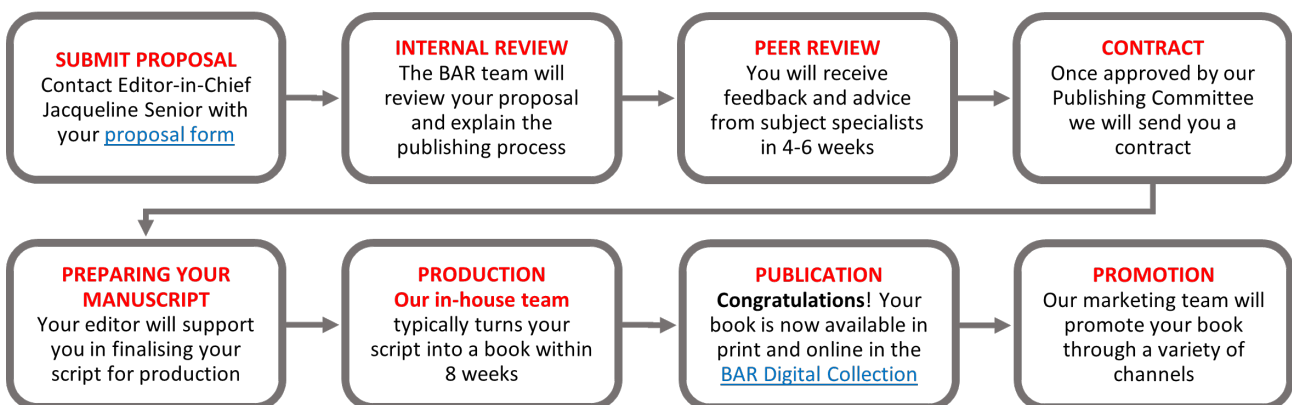 SUBMIT PROPOSAL
Contact Editor-in-Chief
Jacqueline Senior with
your proposal form
INTERNAL REVIEW
The BAR team will
review your proposal
and explain the
publishing process
PEER REVIEW
You will receive
feedback and advice
from subject specialists
in 4-6 weeks
CONTRACT
Once approved by our
Publishing Committee
we will send you a
contract
PREPARING YOUR
MANUSCRIPT
Your editor will support
you in finalising your
script for production
PRODUCTION
Our in-house team
typically turns your
script into a book within
8 weeks
PUBLICATION
Congratulations! Your
book is now available in
print and online in the
BAR Digital Collection
PROMOTION
Our marketing team will
promote your book
through a variety of
channels